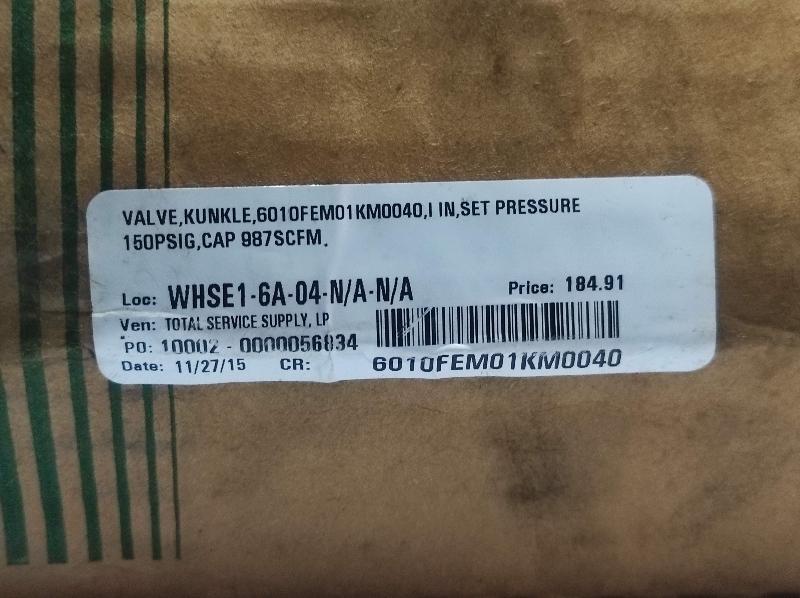 VALVE,KUNKLE,6010FEM01KM0040,I IN,SET PRESSURE
150PSIG,CAP 987SCFM.
Loc: WHSE1-6A-04-N/A-N/A Price: 184.91
Ven: TOTAL SERVICE SUPPLY, LP
PO: 10002 - 0000056834
Date: 11/27/15 CR: 6010FEM01KM0040